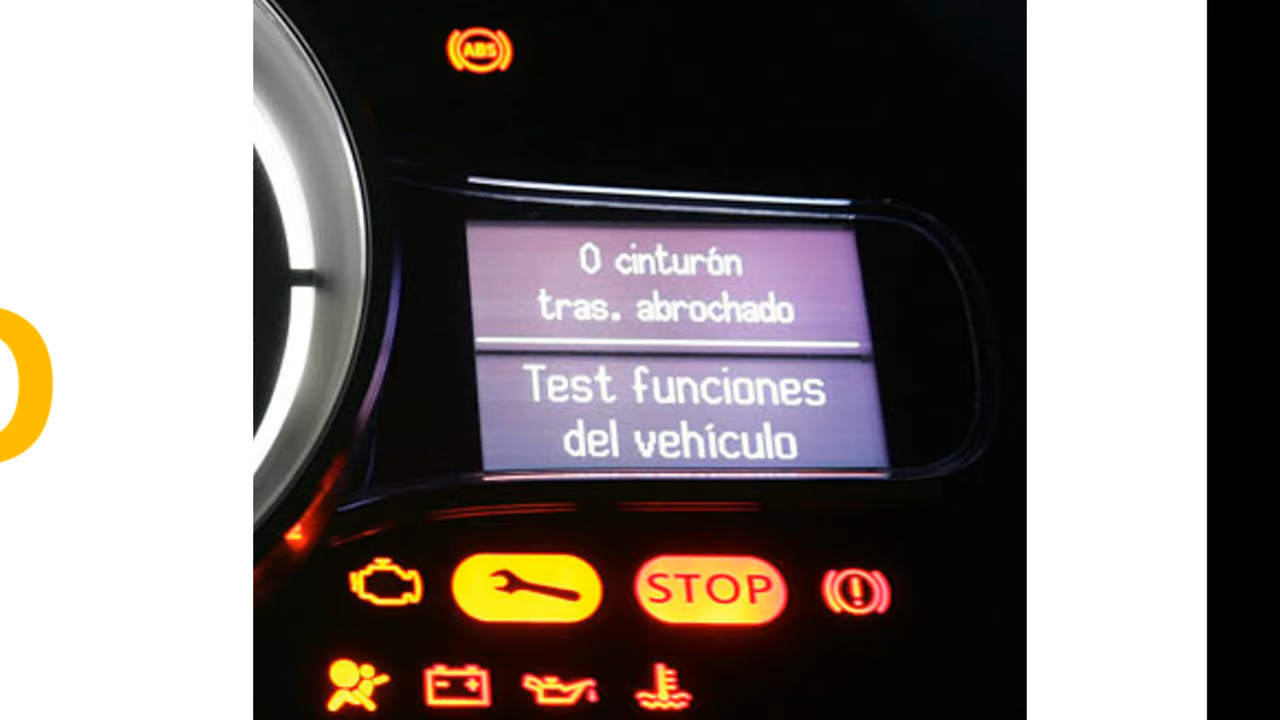 ABS
0 cinturón
tras. abrochado
Test funciones
del vehículo
STOP